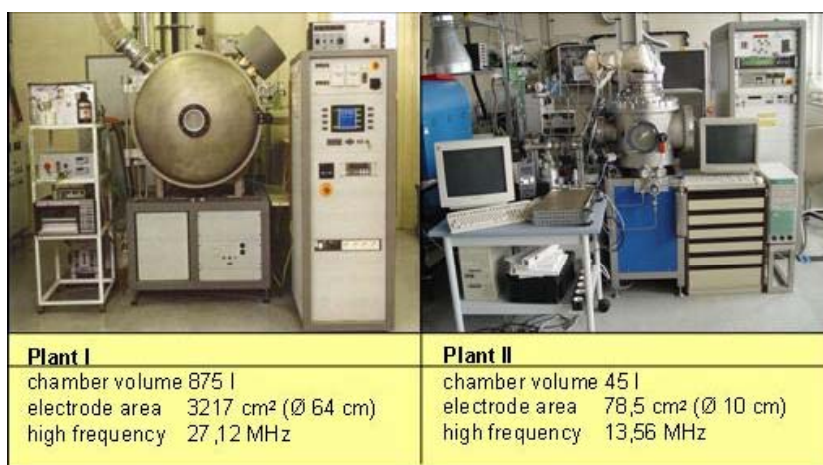 Plant I
chamber volume 875 l
electrode area 3217 cm² (Ø 64 cm)
high frequency 27,12 MHz
Plant II
chamber volume 45 l
electrode area 78,5 cm² (Ø 10 cm)
high frequency 13,56 MHz